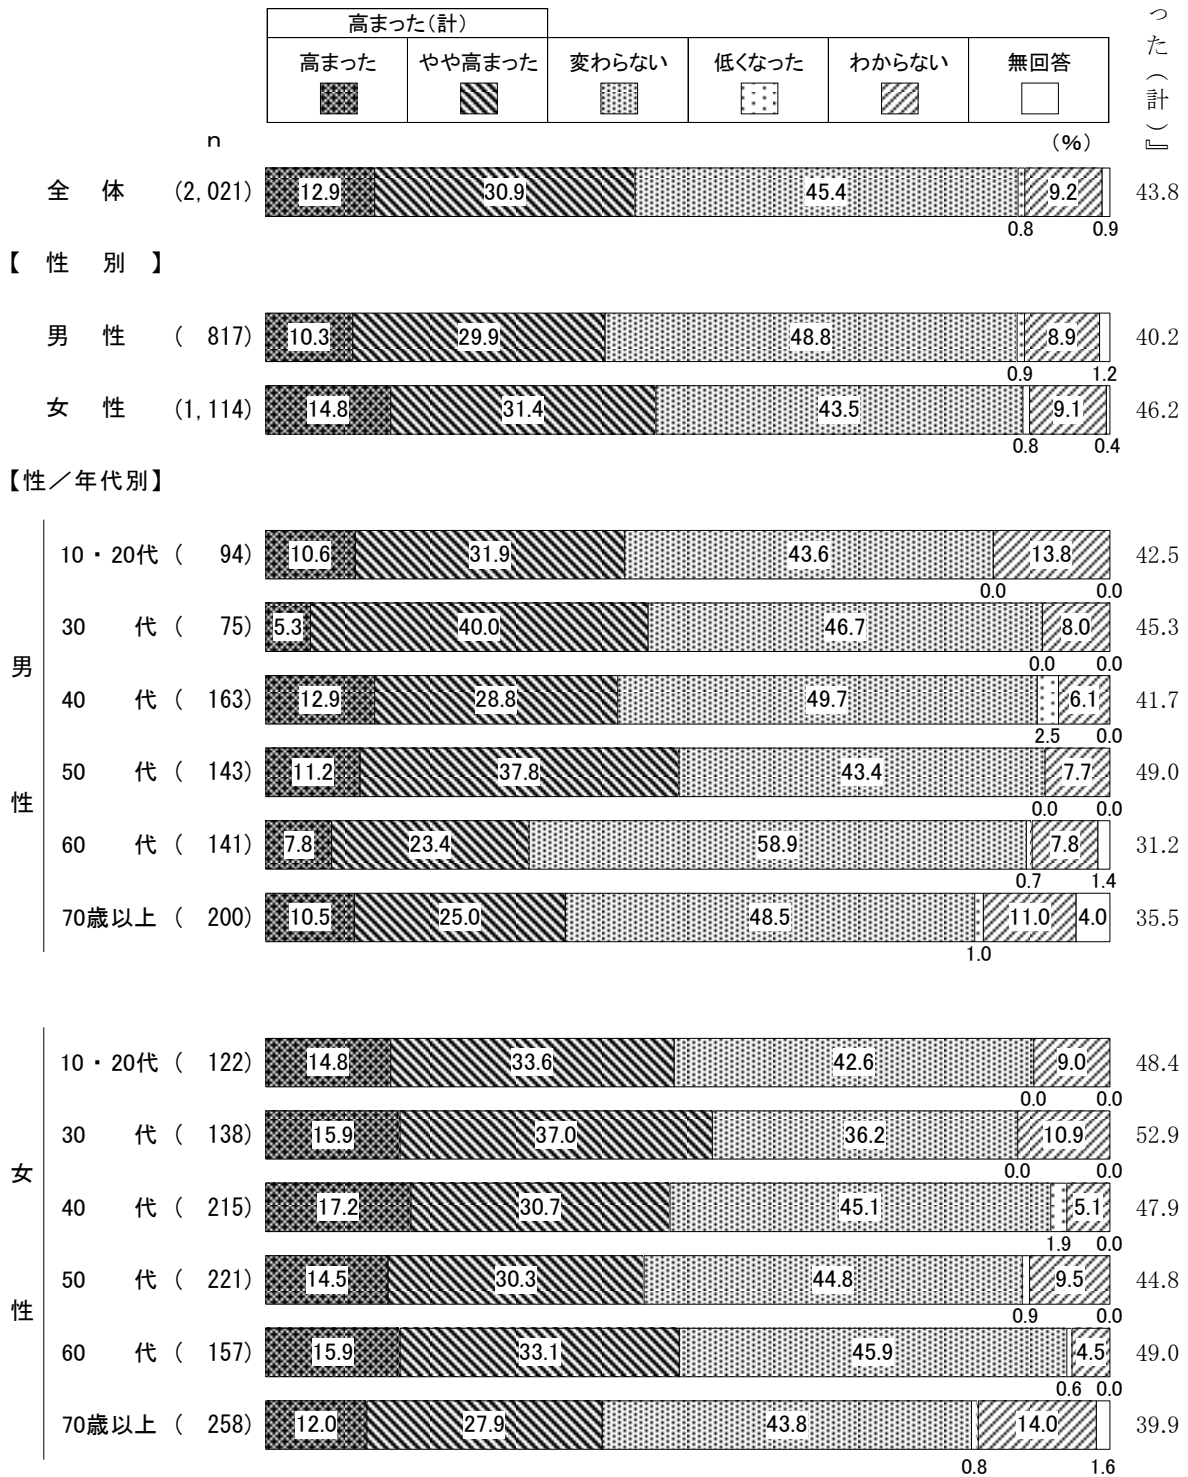 高まった(計)
高まった やや高まった 変わらない 低くなった わからない 無回答
った(計)』
n (%)
全 体 (2,021) 12.9 30.9 45.4 9.2 43.8
0.8 0.9
【 性 別 】
男 性 ( 817) 10.3 29.9 48.8 8.9 40.2
0.9 1.2
女 性 (1,114) 14.8 31.4 43.5 9.1 46.2
0.8 0.4
【性/年代別】
男性
10・20代 ( 94) 10.6 31.9 43.6 13.8 42.5
0.0 0.0
30 代 ( 75) 5.3 40.0 46.7 8.0 45.3
0.0 0.0
40 代 ( 163) 12.9 28.8 49.7 6.1 41.7
2.5 0.0
50 代 ( 143) 11.2 37.8 43.4 7.7 49.0
0.0 0.0
60 代 ( 141) 7.8 23.4 58.9 7.8 31.2
0.7 1.4
70歳以上 ( 200) 10.5 25.0 48.5 11.0 4.0 35.5
1.0
女性
10・20代 ( 122) 14.8 33.6 42.6 9.0 48.4
0.0 0.0
30 代 ( 138) 15.9 37.0 36.2 10.9 52.9
0.0 0.0
40 代 ( 215) 17.2 30.7 45.1 5.1 47.9
1.9 0.0
50 代 ( 221) 14.5 30.3 44.8 9.5 44.8
0.9 0.0
60 代 ( 157) 15.9 33.1 45.9 4.5 49.0
0.6 0.0
70歳以上 ( 258) 12.0 27.9 43.8 14.0 39.9
0.8 1.6